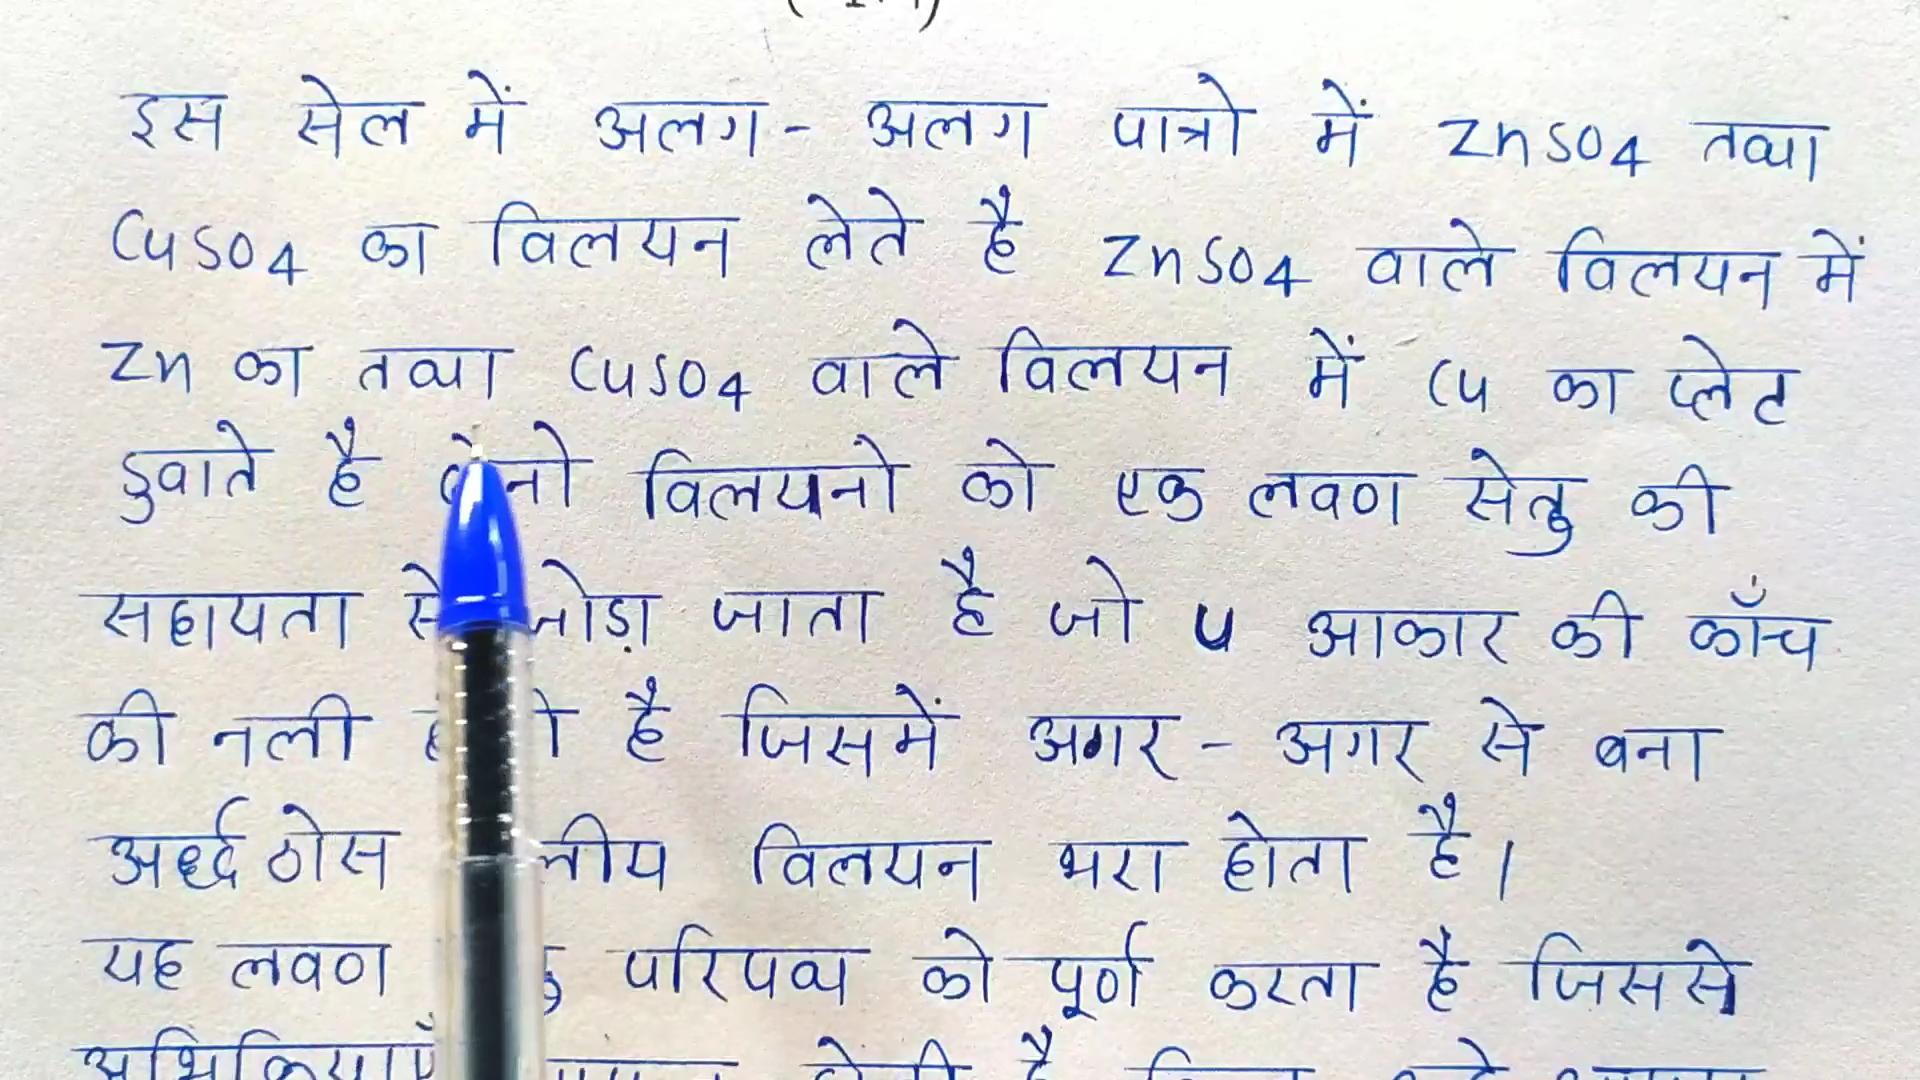 इस सेल में अलग - अलग पात्रो में ZnSO4 तथा
CuSO4 का विलयन लेते है ZnSO4 वाले विलयन में
Zn का तथा CuSO4 वाले विलयन में Cu का प्लेट
डुवाते है विलयनो को एक लवण सेतु की
सहायता से जोड़ा जाता है जो U आकार की काँच
की नली है जिसमें अगर - अगर से बना
अर्द्ध ठोस विलयन भरा होता है।
यह लवण परिपथ को पूर्ण करता है जिससे